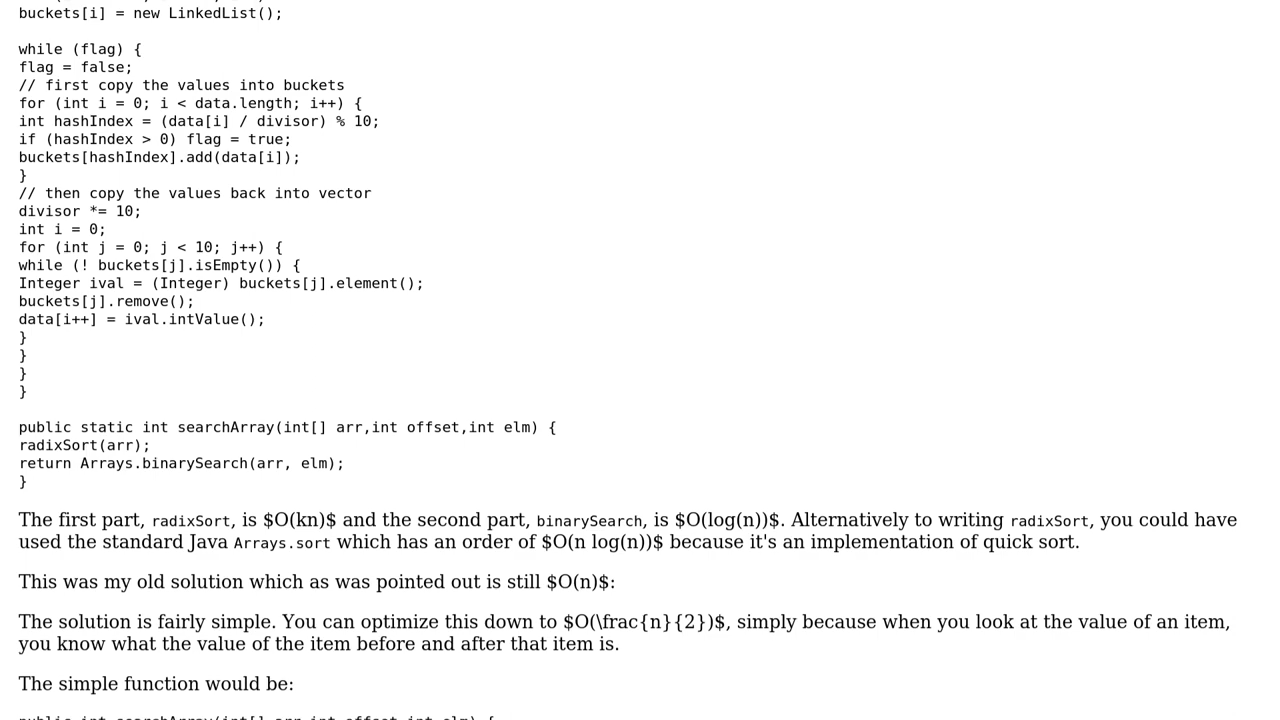 buckets[i] = new LinkedList();
while (flag) {
flag = false;
// first copy the values into buckets
for (int i = 0; i < data.length; i++) {
int hashIndex = (data[i] / divisor) % 10;
if (hashIndex > 0) flag = true;
buckets[hashIndex].add(data[i]);
}
// then copy the values back into vector
divisor *= 10;
int i = 0;
for (int j = 0; j < 10; j++) {
while (! buckets[j].isEmpty()) {
Integer ival = (Integer) buckets[j].element();
buckets[j].remove();
data[i++] = ival.intValue();
}
}
}
}
public static int searchArray(int[] arr,int offset,int elm) {
radixSort(arr);
return Arrays.binarySearch(arr, elm);
}
The first part, radixSort, is $O(kn)$ and the second part, binarySearch, is $O(log(n))$. Alternatively to writing radixSort, you could have
used the standard Java Arrays.sort which has an order of $O(n log(n))$ because it's an implementation of quick sort.
This was my old solution which as was pointed out is still $O(n)$:
The solution is fairly simple. You can optimize this down to $O(\frac{n}{2})$, simply because when you look at the value of an item,
you know what the value of the item before and after that item is.
The simple function would be:
public int searchArray(int[] arr,int offset,int elm) {